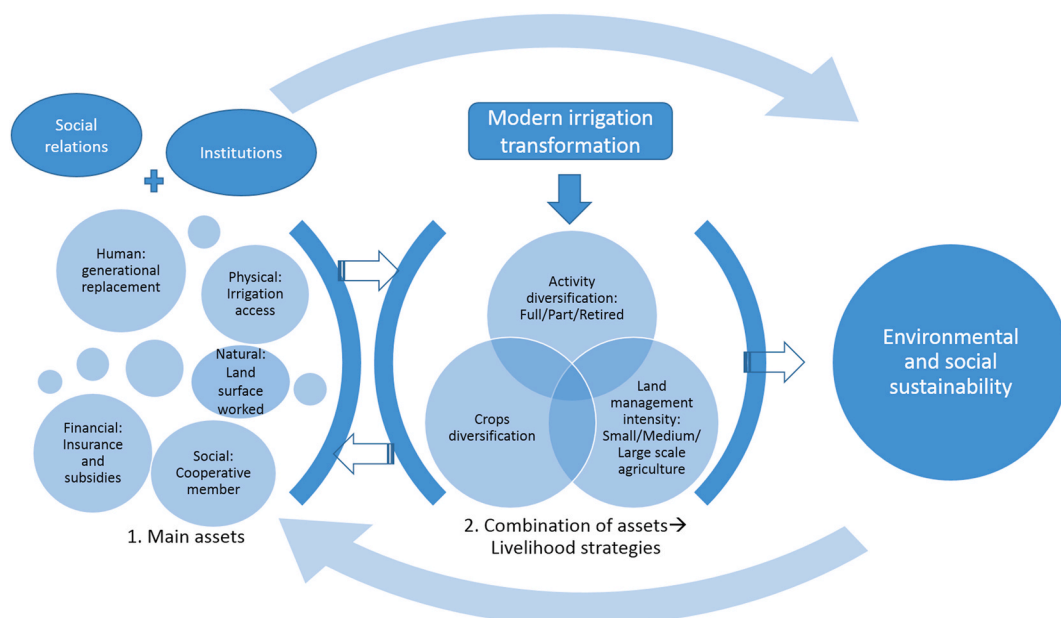 Social
relations
Institutions
Modern irrigation
transformation
Human:
generational
replacement
Physical:
Irrigation
access
Natural:
Land
surface
worked
Financial:
Insurance
and
subsidies
Social:
Cooperative
member
1. Main assets
Activity
diversification:
Full/Part/Retired
Crops
diversification
Land
management
intensity:
Small/Medium/
Large scale
agriculture
2. Combination of assets→
Livelihood strategies
Environmental
and social
sustainability